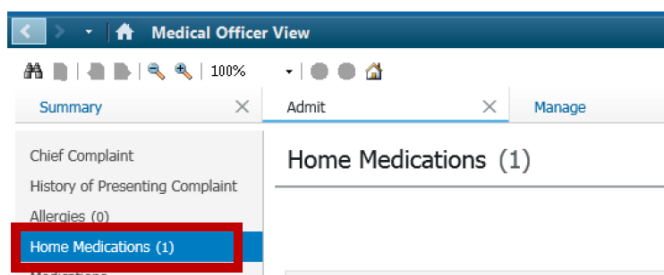 Medical Officer View
100%
Summary
Admit
Manage
Chief Complaint
History of Presenting Complaint
Allergies (0)
Home Medications (1)
Medications
Home Medications (1)